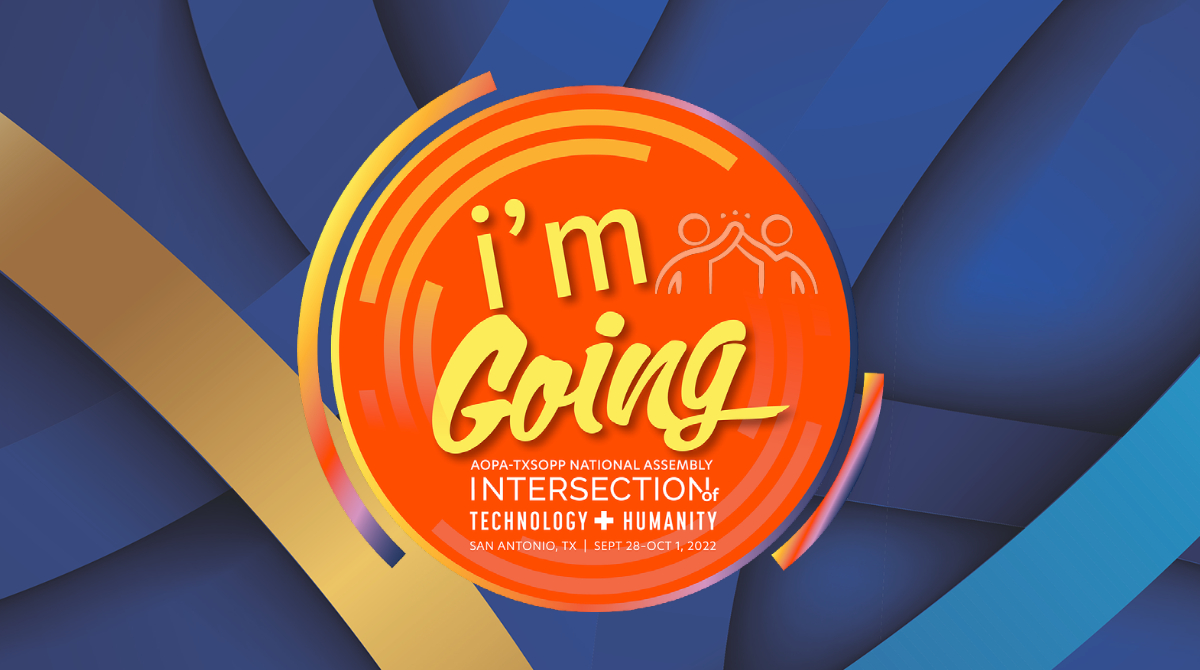 i'm
Going
AOPA-TXSOPP NATIONAL ASSEMBLY
INTERSECTION of
TECHNOLOGY + HUMANITY
SAN ANTONIO, TX | SEPT 28-OCT 1, 2022